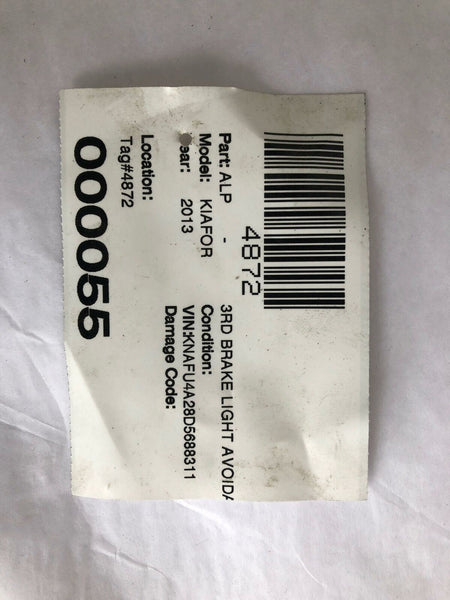 4872
Part: ALP - 3RD BRAKE LIGHT AVOIDA
Model: KIAFOR Condition:
ear: 2013 VIN:KNAFU4A28D5688311
Damage Code:
Location:
Tag#4872
000055